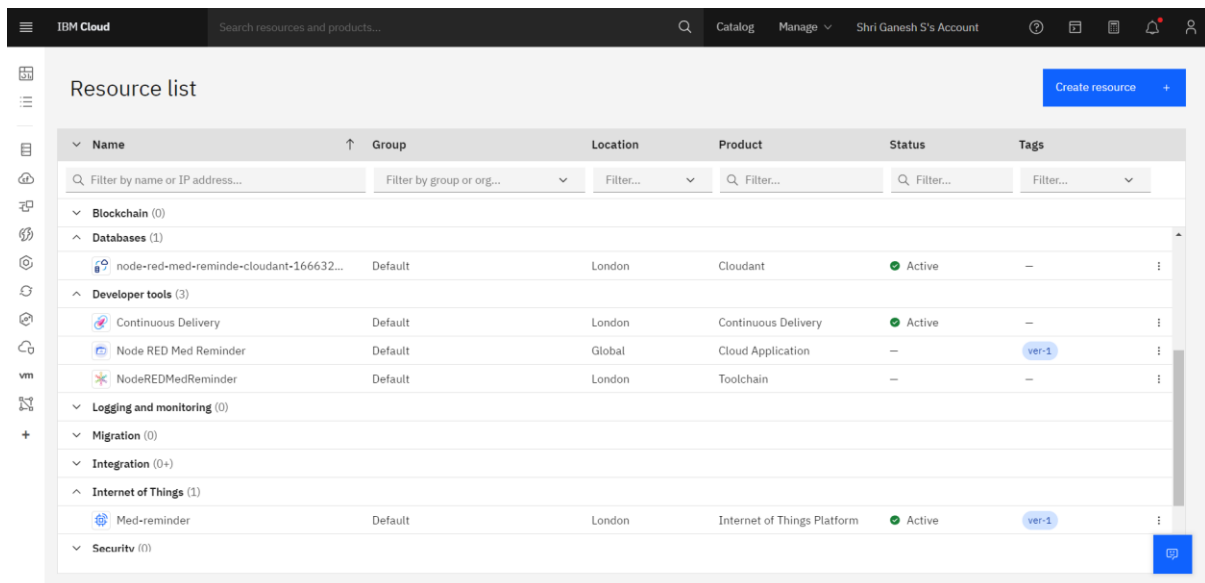 IBM Cloud Search resources and products... Catalog Manage Shri Ganesh S's Account
Resource list
Create resource +
Name Group Location Product Status Tags
Filter by name or IP address... Filter by group or org... Filter... Filter... Filter... Filter...
Blockchain (0)
Databases (1)
node-red-med-reminde-cloudant-166632... Default London Cloudant Active –
Developer tools (3)
Continuous Delivery Default London Continuous Delivery Active –
Node RED Med Reminder Default Global Cloud Application – ver-1
NodeREDMedReminder Default London Toolchain – –
Logging and monitoring (0)
Migration (0)
vm
Integration (0+)
Internet of Things (1)
Med-reminder Default London Internet of Things Platform Active ver-1
Security (0)